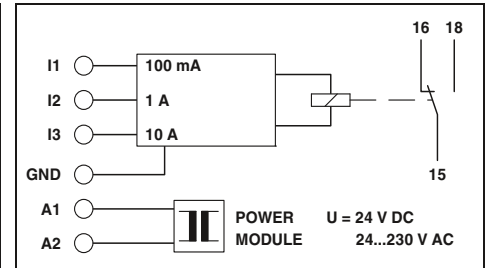 16 18
I1 100 mA
I2 1 A
I3 10 A
GND 15
A1
POWER U = 24 V DC
A2 MODULE 24...230 V AC